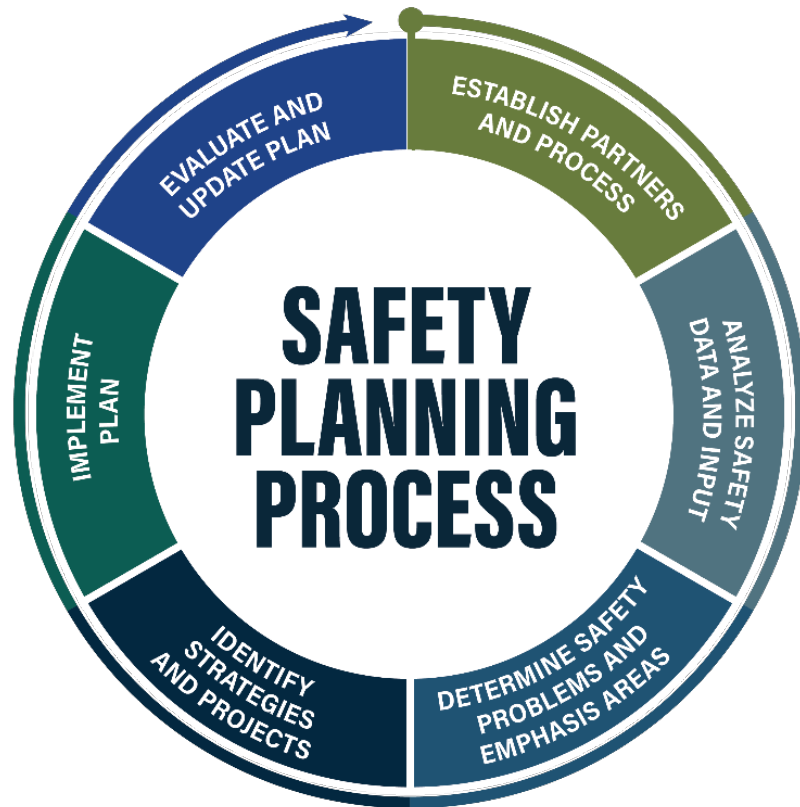 SAFETY
PLANNING
PROCESS
ESTABLISH PARTNERS
AND PROCESS
ANALYZE SAFETY
DATA AND INPUT
DETERMINE SAFETY
PROBLEMS AND
EMPHASIS AREAS
IDENTIFY
STRATEGIES
AND PROJECTS
IMPLEMENT
PLAN
EVALUATE AND
UPDATE PLAN